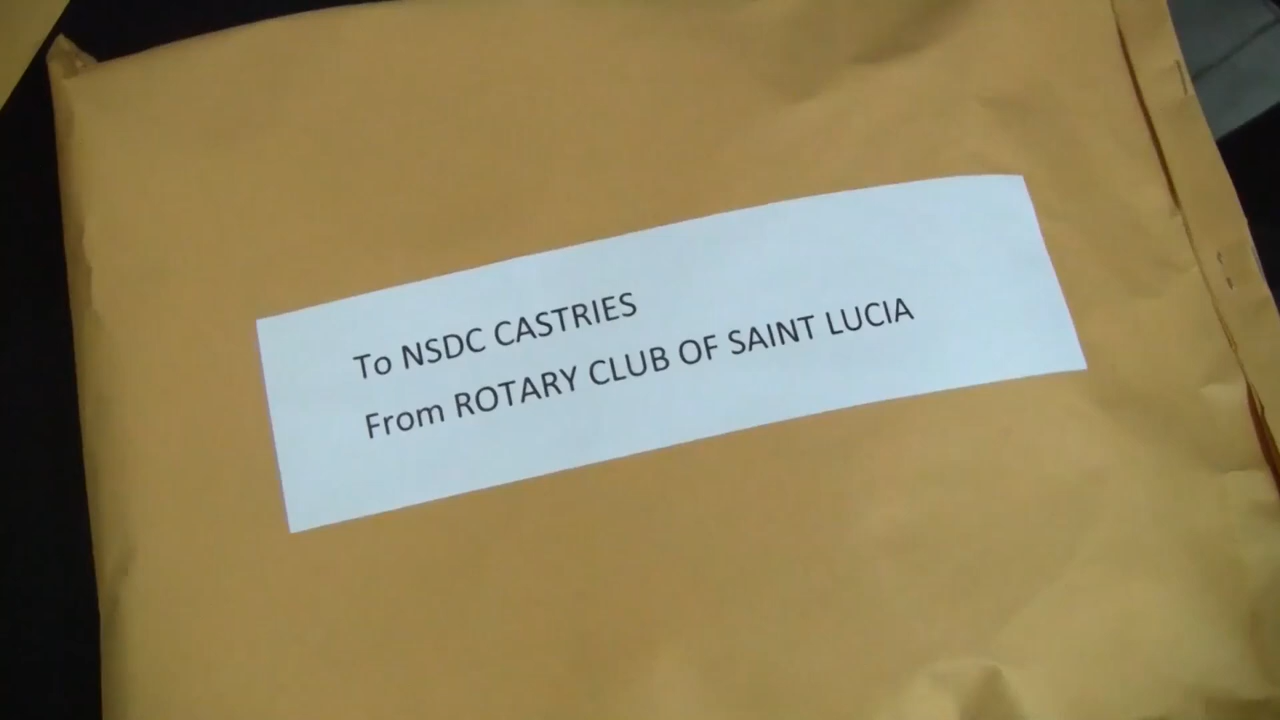 To NSDC CASTRIES
From ROTARY CLUB OF SAINT LUCIA